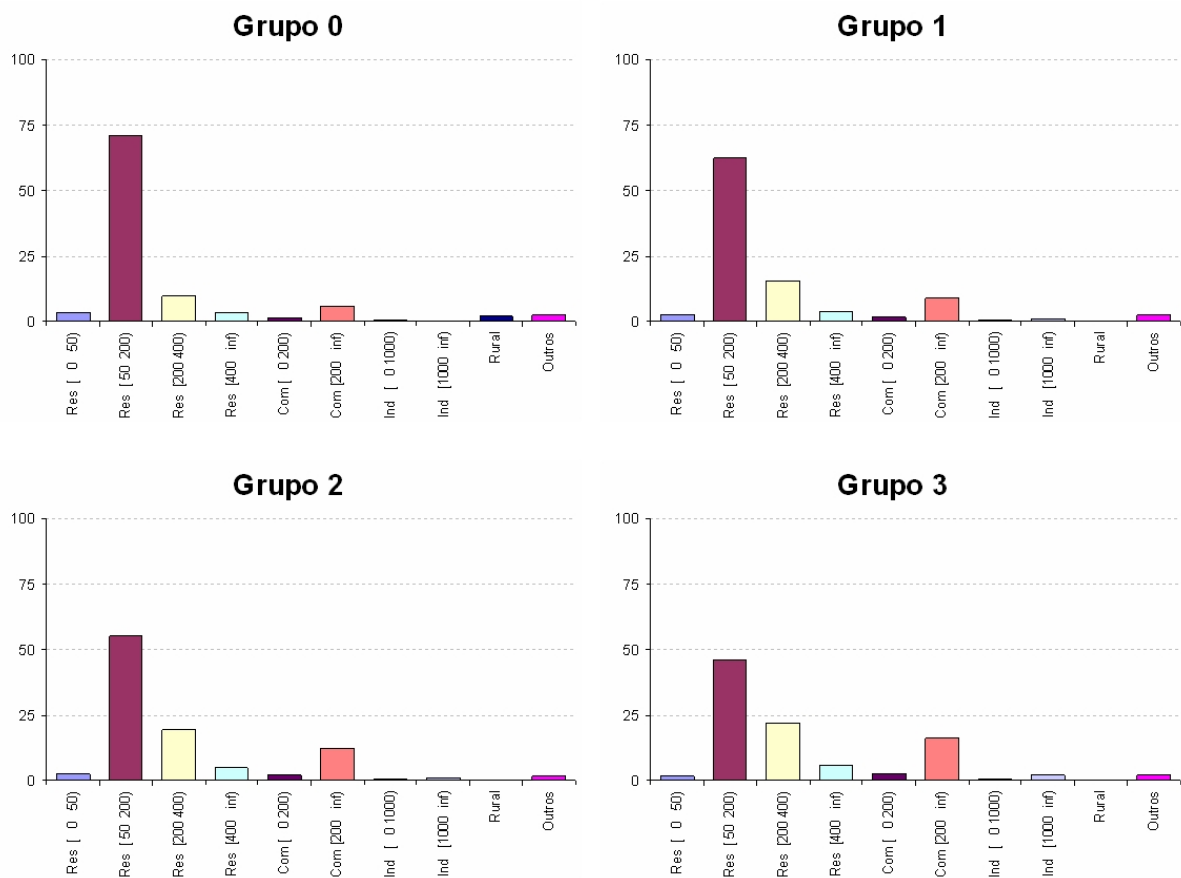 Grupo 0
100
75
50
25
0
Res [ 0 50)
Res [ 50 200)
Res [200 400)
Res [400 inf)
Com [ 0 200)
Com [200 inf)
Ind [ 0 1000)
Ind [1000 inf)
Rural
Outros
Grupo 1
100
75
50
25
0
Res [ 0 50)
Res [ 50 200)
Res [200 400)
Res [400 inf)
Com [ 0 200)
Com [200 inf)
Ind [ 0 1000)
Ind [1000 inf)
Rural
Outros
Grupo 2
100
75
50
25
0
Res [ 0 50)
Res [ 50 200)
Res [200 400)
Res [400 inf)
Com [ 0 200)
Com [200 inf)
Ind [ 0 1000)
Ind [1000 inf)
Rural
Outros
Grupo 3
100
75
50
25
0
Res [ 0 50)
Res [ 50 200)
Res [200 400)
Res [400 inf)
Com [ 0 200)
Com [200 inf)
Ind [ 0 1000)
Ind [1000 inf)
Rural
Outros